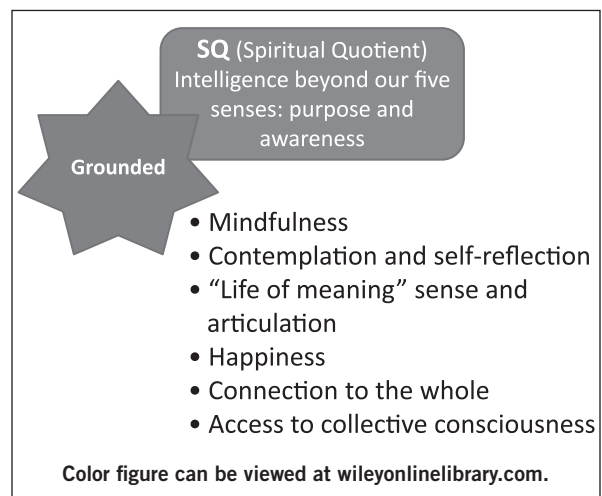 SQ (Spiritual Quotient)
Intelligence beyond our five
senses: purpose and
awareness
Grounded
• Mindfulness
• Contemplation and self-reflection
• “Life of meaning” sense and
articulation
• Happiness
• Connection to the whole
• Access to collective consciousness
Color figure can be viewed at wileyonlinelibrary.com.